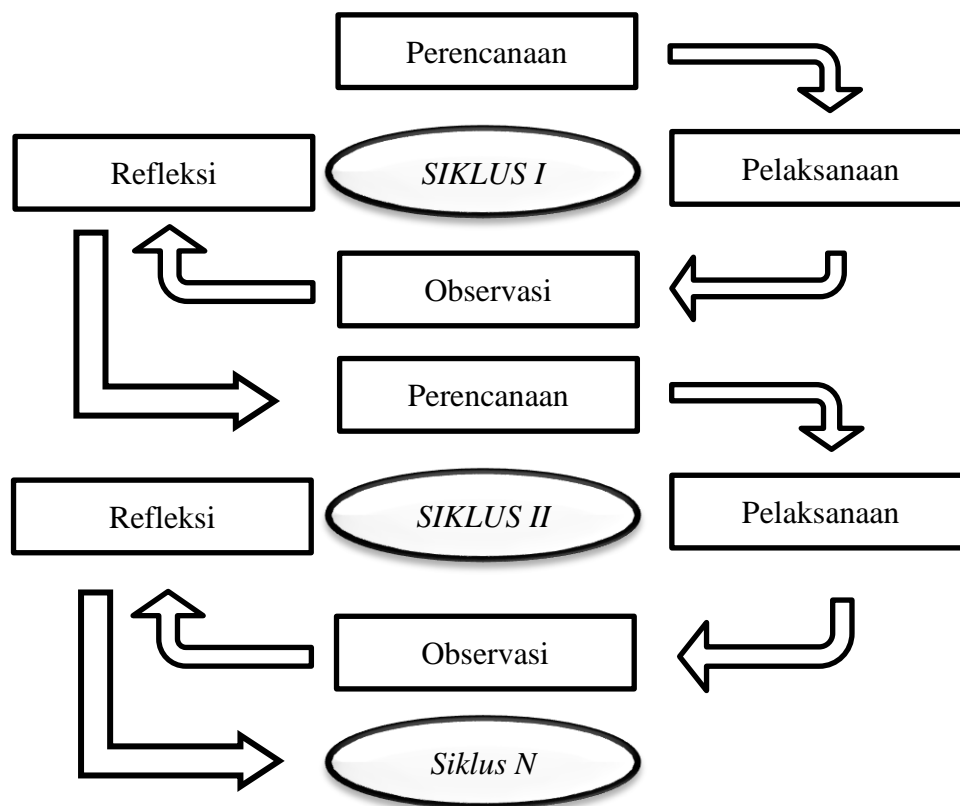 Perencanaan
Refleksi
SIKLUS I
Pelaksanaan
Observasi
Perencanaan
Refleksi
SIKLUS II
Pelaksanaan
Observasi
Siklus N